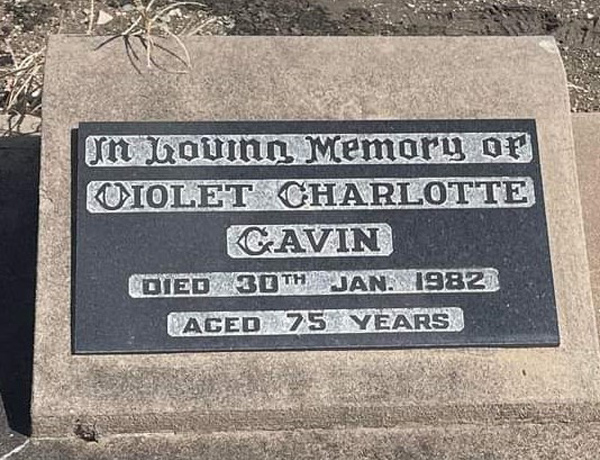 In Loving Memory of
VIOLET CHARLOTTE
GAVIN
DIED 30TH JAN. 1982
AGED 75 YEARS